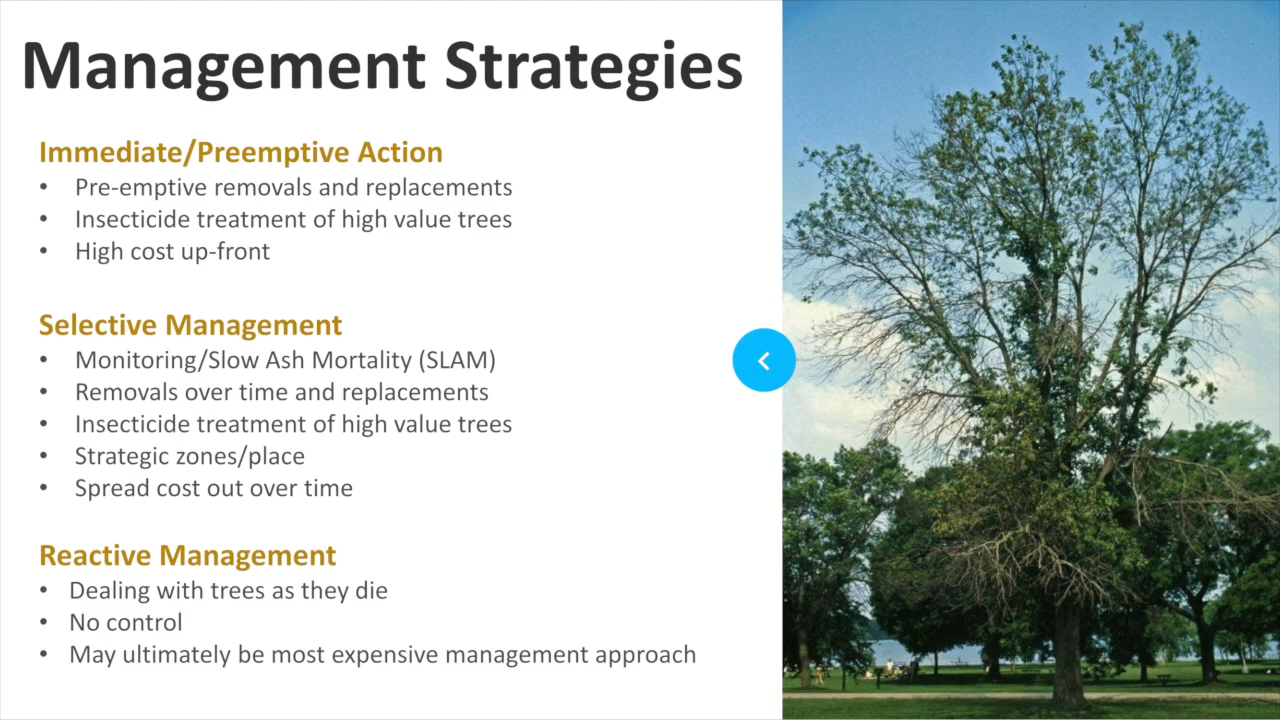 Management Strategies
Immediate/Preemptive Action
• Pre-emptive removals and replacements
• Insecticide treatment of high value trees
• High cost up-front
Selective Management
• Monitoring/Slow Ash Mortality (SLAM)
• Removals over time and replacements
• Insecticide treatment of high value trees
• Strategic zones/place
• Spread cost out over time
Reactive Management
• Dealing with trees as they die
• No control
• May ultimately be most expensive management approach